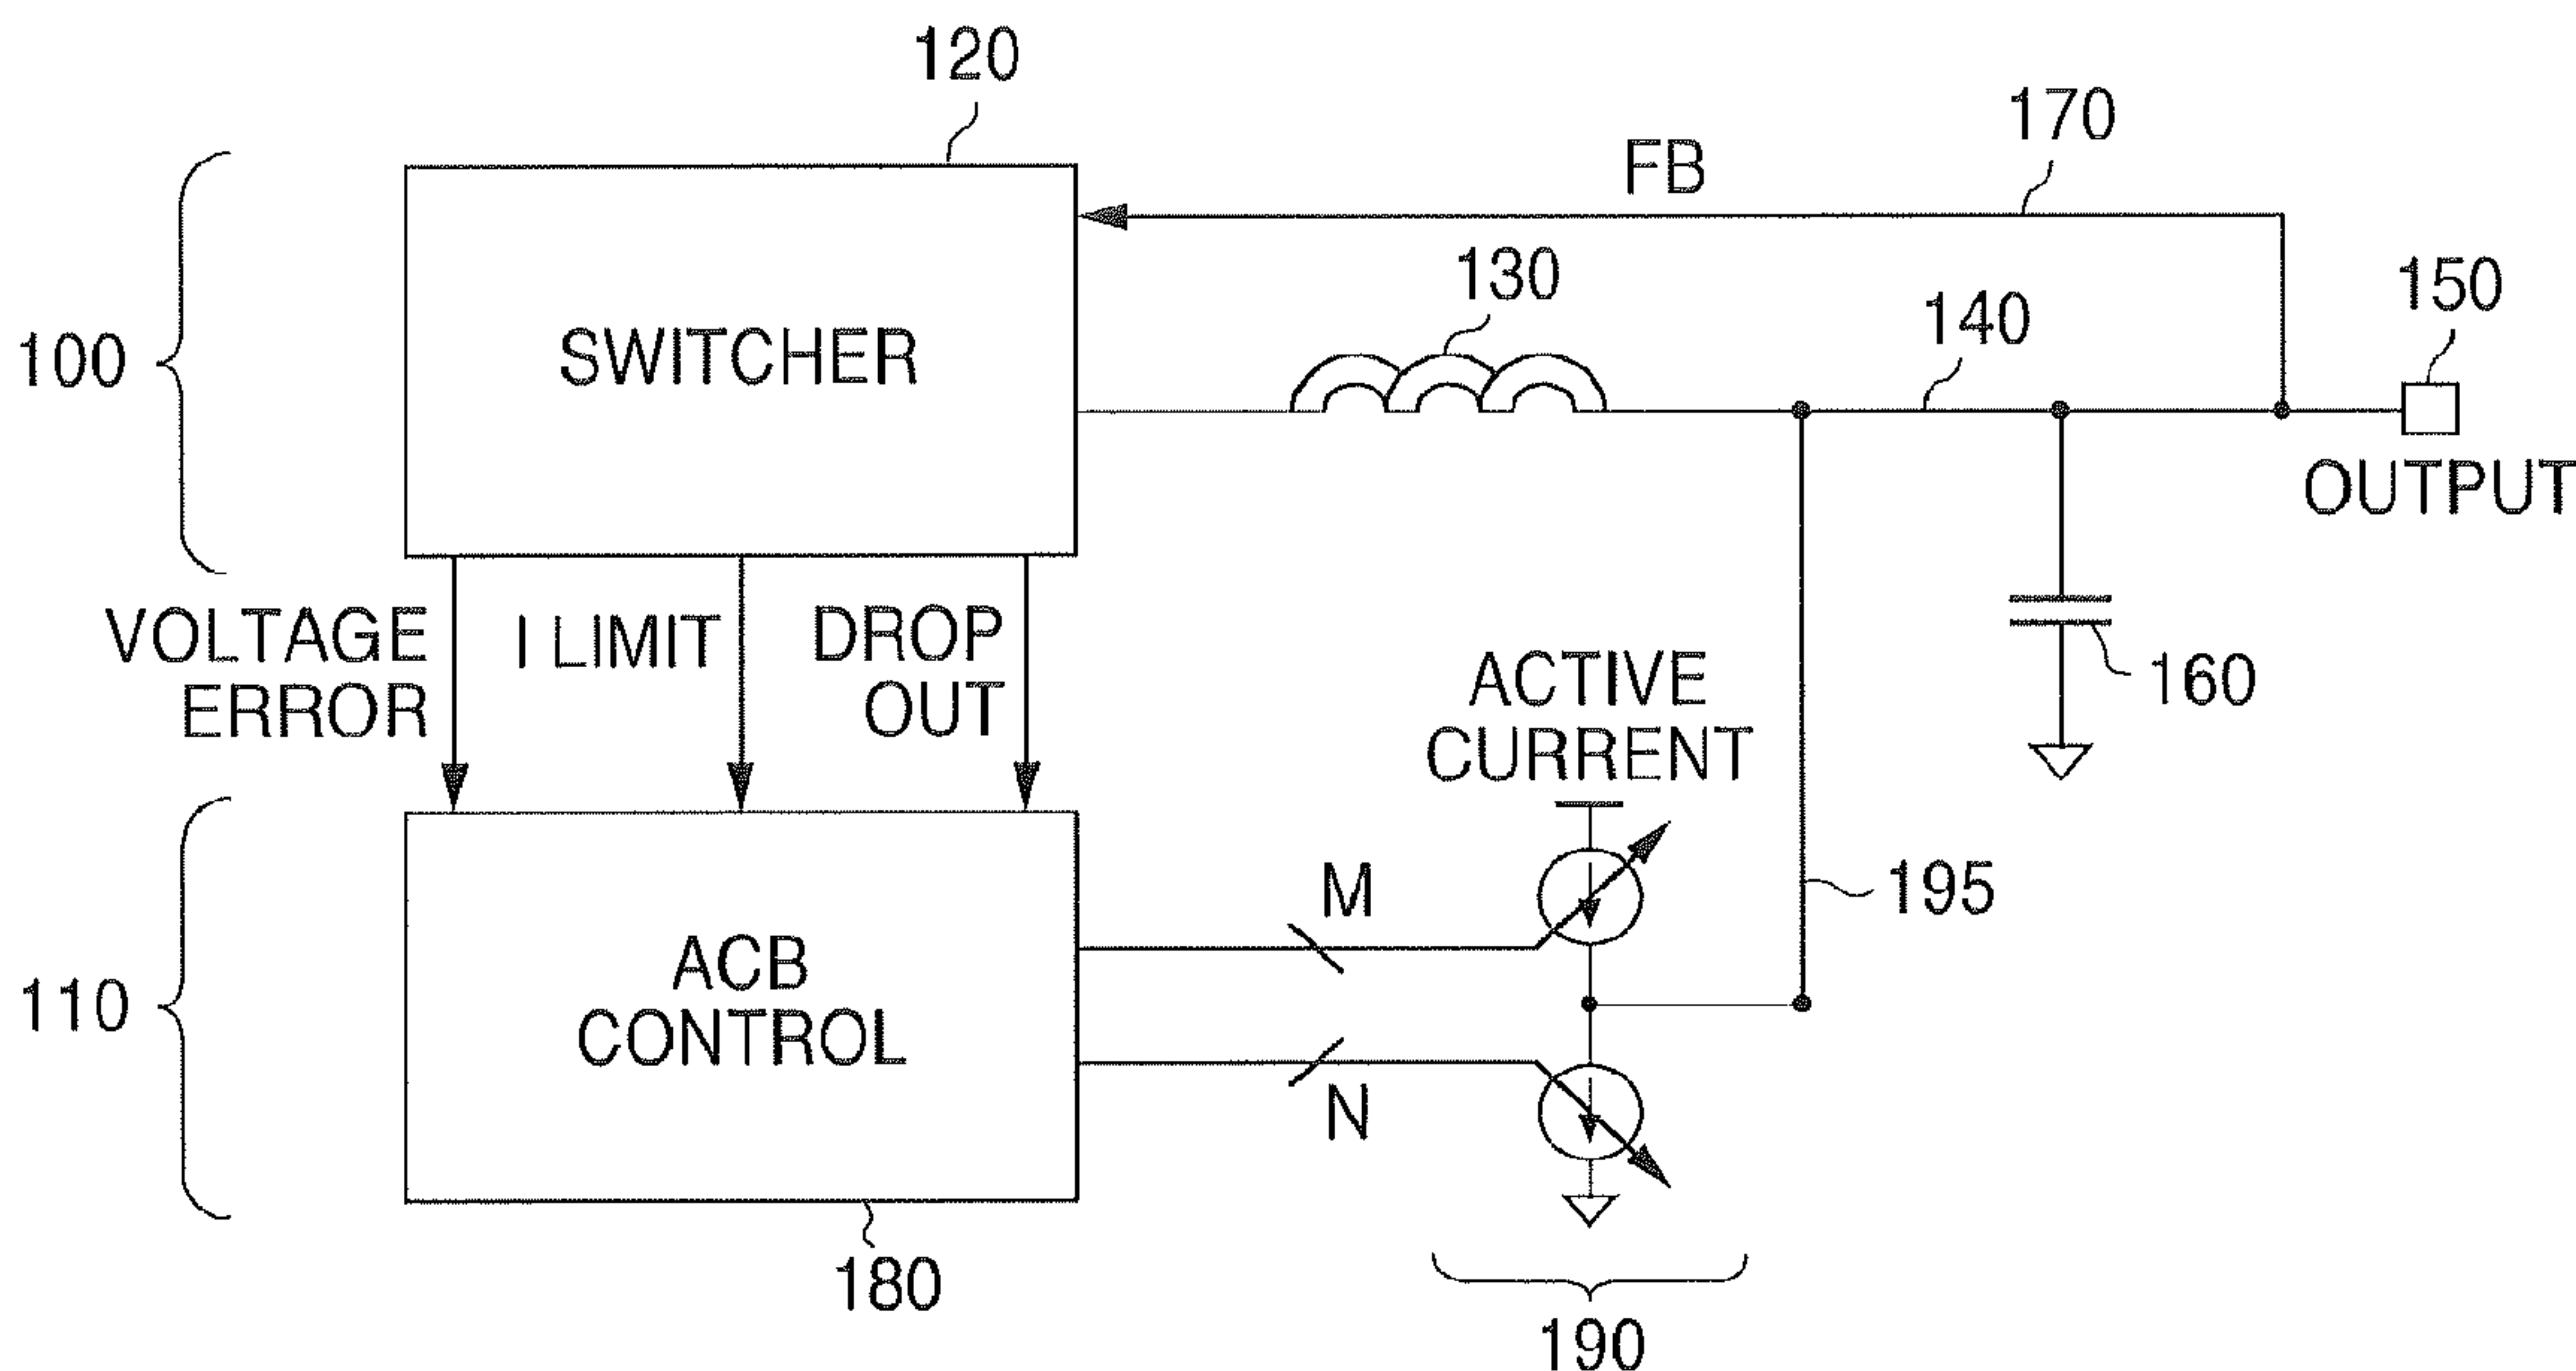 120
170
FB
150
130
140
100
SWITCHER
OUTPUT
VOLTAGE
ERROR
I LIMIT
DROP
OUT
160
ACTIVE
CURRENT
M
195
110
ACB
CONTROL
N
180
190